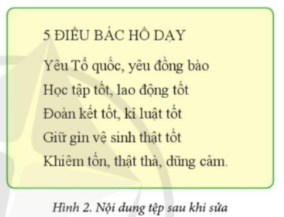 5 ĐIỀU BÁC HỒ DẠY
Yêu Tổ quốc, yêu đồng bào
Học tập tốt, lao động tốt
Đoàn kết tốt, kỉ luật tốt
Giữ gìn vệ sinh thật tốt
Khiêm tốn, thật thà, dũng cảm.
Hình 2. Nội dung tệp sau khi sửa